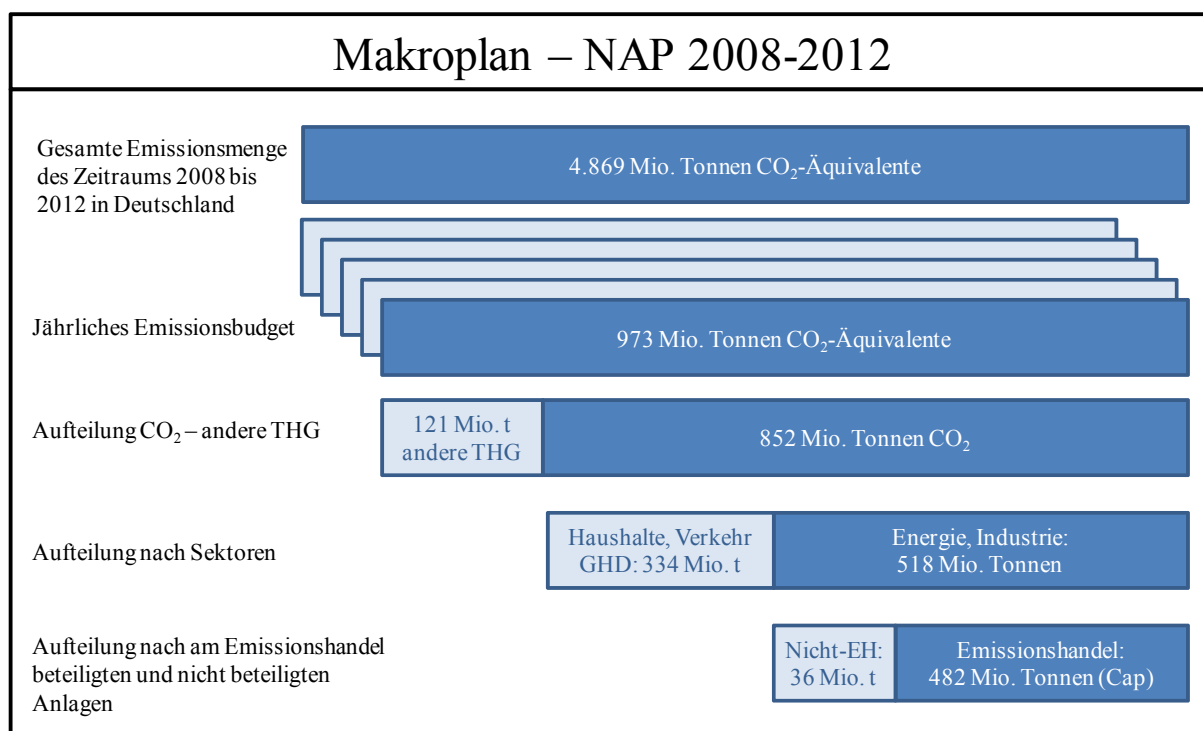 Makroplan – NAP 2008-2012
Gesamte Emissionsmenge
des Zeitraums 2008 bis
2012 in Deutschland
4.869 Mio. Tonnen CO₂-Äquivalente
Jährliches Emissionsbudget
973 Mio. Tonnen CO₂-Äquivalente
Aufteilung CO₂ – andere THG
121 Mio. t
andere THG
852 Mio. Tonnen CO₂
Aufteilung nach Sektoren
Haushalte, Verkehr
GHD: 334 Mio. t
Energie, Industrie:
518 Mio. Tonnen
Aufteilung nach am Emissionshandel
beteiligten und nicht beteiligten
Anlagen
Nicht-EH:
36 Mio. t
Emissionshandel:
482 Mio. Tonnen (Cap)